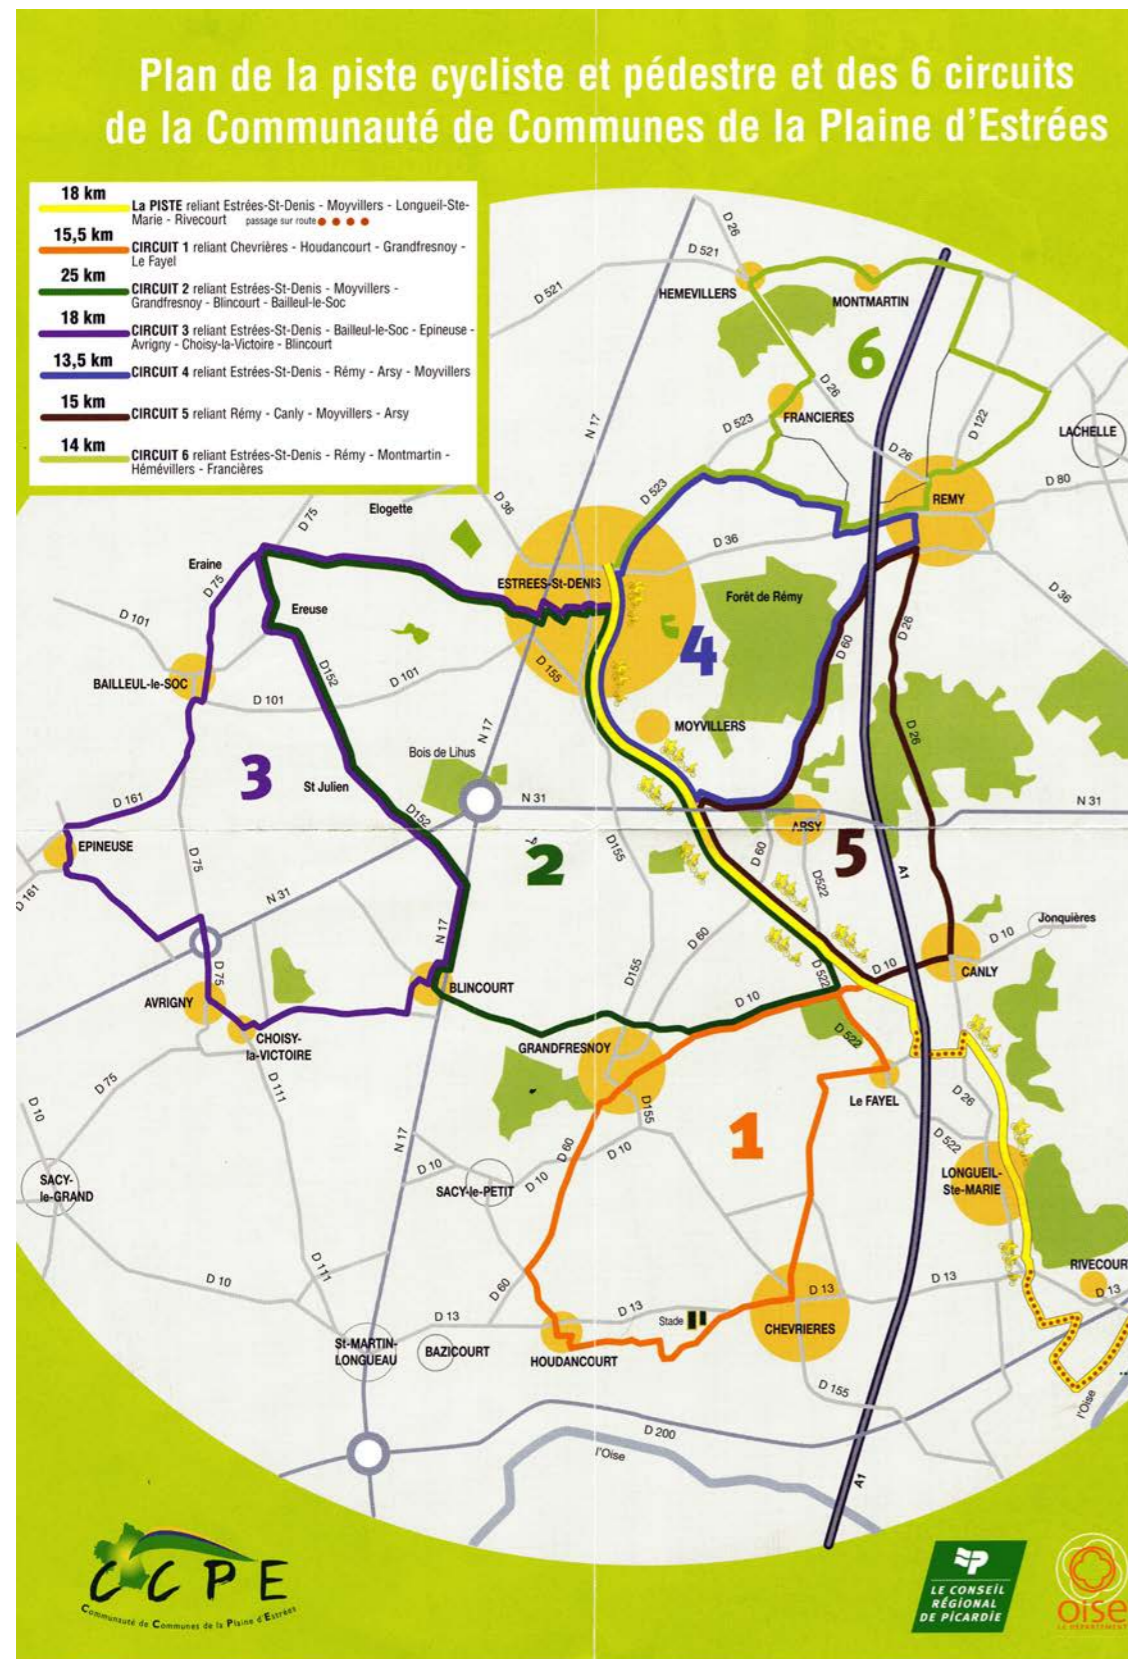 Plan de la piste cycliste et pédestre et des 6 circuits
de la Communauté de Communes de la Plaine d'Estrées
18 km
La PISTE reliant Estrées-St-Denis - Moyvillers - Longueil-Ste-
Marie - Rivecourt passage sur route
15,5 km
CIRCUIT 1 reliant Chevrières - Houdancourt - Grandfresnoy -
Le Fayel
25 km
CIRCUIT 2 reliant Estrées-St-Denis - Moyvillers -
Grandfresnoy - Blincourt - Bailleul-le-Soc
18 km
CIRCUIT 3 reliant Estrées-St-Denis - Bailleul-le-Soc - Epineuse -
Avrigny - Choisy-la-Victoire - Blincourt
13,5 km
CIRCUIT 4 reliant Estrées-St-Denis - Rémy - Arsy - Moyvillers
15 km
CIRCUIT 5 reliant Rémy - Canly - Moyvillers - Arsy
14 km
CIRCUIT 6 reliant Estrées-St-Denis - Rémy - Montmartin -
Hémévillers - Francières
D 26
D 521
D 521
HEMEVILLERS
MONTMARTIN
6
D 26
FRANCIERES
D 523
N 17
D 122
LACHELLE
D 26
D 80
REMY
D 523
D 36
Elogette
D 75
D 36
Eraine
D 75
ESTREES-St-DENIS
Forêt de Rémy
D 36
Ereuse
D 101
4
D 60
D 26
BAILLEUL-le-SOC
D152
D 101
D 155
D 101
MOYVILLERS
D 26
N 17
Bois de Lihus
3
St Julien
D 161
D152
N 31
N 31
ARSY
EPINEUSE
D 75
2
D155
D 60
5
A1
D522
D 161
N 31
N 17
D 60
Jonquières
D 10
D 75
D155
D 522
D 10
CANLY
AVRIGNY
BLINCOURT
D 10
CHOISY-
la-VICTOIRE
GRANDFRESNOY
D 522
D 75
D 111
Le FAYEL
D 26
D 10
D155
1
D 522
N 17
D 60
D 10
D 10
D 10
LONGUEIL-
Ste-MARIE
SACY-
le-GRAND
SACY-le-PETIT
D 111
D 10
D 60
RIVECOUR
D 13
D 13
D 13
D 13
D 13
Stade
CHEVRIERES
St-MARTIN-
LONGUEAU
BAZICOURT
HOUDANCOURT
D 155
l'Oise
D 200
l'Oise
A1
CCPE
Communauté de Communes de la Plaine d'Estrées
LE CONSEIL
RÉGIONAL
DE PICARDIE
OISE
LE DÉPARTEMENT